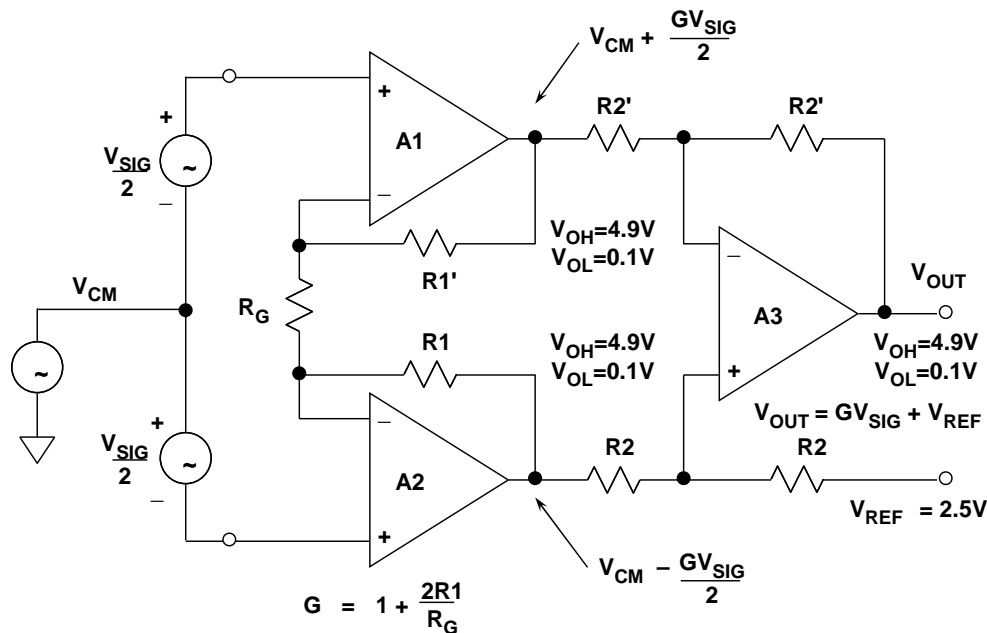 V_CM + GV_SIG/2
R2'
R2'
+
A1
−
+
V_SIG/2
~
−
V_OH=4.9V
V_OL=0.1V
R1'
−
V_OUT
V_CM
R_G
A3
R1
V_OH=4.9V
V_OL=0.1V
V_OH=4.9V
V_OL=0.1V
~
+
V_OUT = GV_SIG + V_REF
+
V_SIG/2
~
−
−
A2
+
R2
R2
V_REF = 2.5V
V_CM − GV_SIG/2
G = 1 + 2R1/R_G